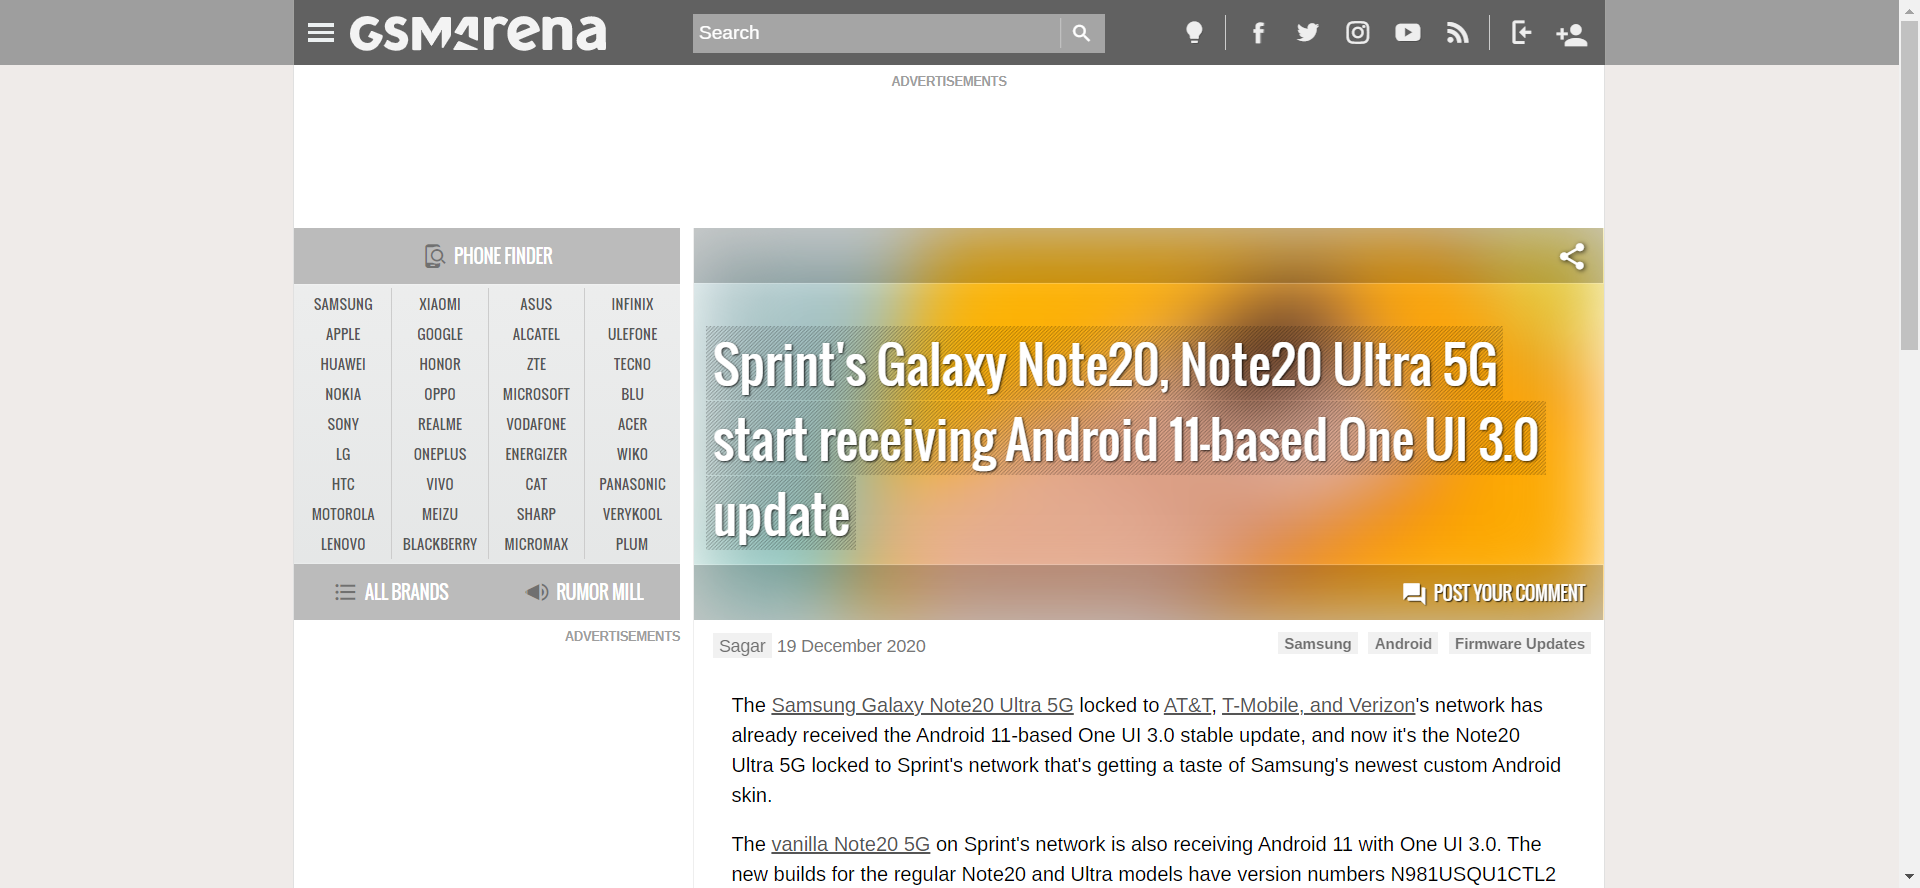 GSMArena
Search
ADVERTISEMENTS
PHONE FINDER
SAMSUNG XIAOMI ASUS INFINIX
APPLE GOOGLE ALCATEL ULEFONE
HUAWEI HONOR ZTE TECNO
NOKIA OPPO MICROSOFT BLU
SONY REALME VODAFONE ACER
LG ONEPLUS ENERGIZER WIKO
HTC VIVO CAT PANASONIC
MOTOROLA MEIZU SHARP VERYKOOL
LENOVO BLACKBERRY MICROMAX PLUM
ALL BRANDS RUMOR MILL
ADVERTISEMENTS
Sprint's Galaxy Note20, Note20 Ultra 5G
start receiving Android 11-based One UI 3.0
update
POST YOUR COMMENT
Sagar 19 December 2020
Samsung Android Firmware Updates
The Samsung Galaxy Note20 Ultra 5G locked to AT&T, T-Mobile, and Verizon's network has
already received the Android 11-based One UI 3.0 stable update, and now it's the Note20
Ultra 5G locked to Sprint's network that's getting a taste of Samsung's newest custom Android
skin.
The vanilla Note20 5G on Sprint's network is also receiving Android 11 with One UI 3.0. The
new builds for the regular Note20 and Ultra models have version numbers N981USQU1CTL2